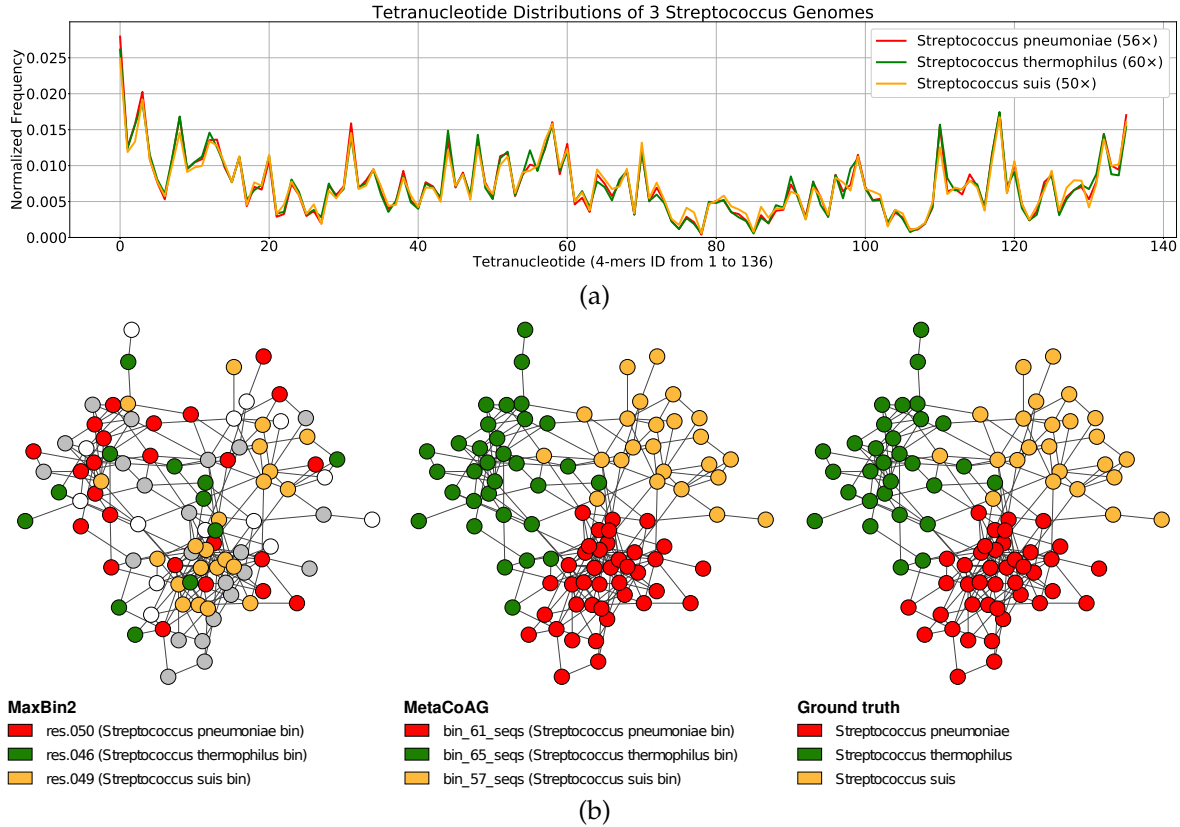 Tetranucleotide Distributions of 3 Streptococcus Genomes
Normalized Frequency
0.025
0.020
0.015
0.010
0.005
0.000
Streptococcus pneumoniae (56×)
Streptococcus thermophilus (60×)
Streptococcus suis (50×)
0 20 40 60 80 100 120 140
Tetranucleotide (4-mers ID from 1 to 136)
(a)
MaxBin2
res.050 (Streptococcus pneumoniae bin)
res.046 (Streptococcus thermophilus bin)
res.049 (Streptococcus suis bin)
MetaCoAG
bin_61_seqs (Streptococcus pneumoniae bin)
bin_65_seqs (Streptococcus thermophilus bin)
bin_57_seqs (Streptococcus suis bin)
Ground truth
Streptococcus pneumoniae
Streptococcus thermophilus
Streptococcus suis
(b)